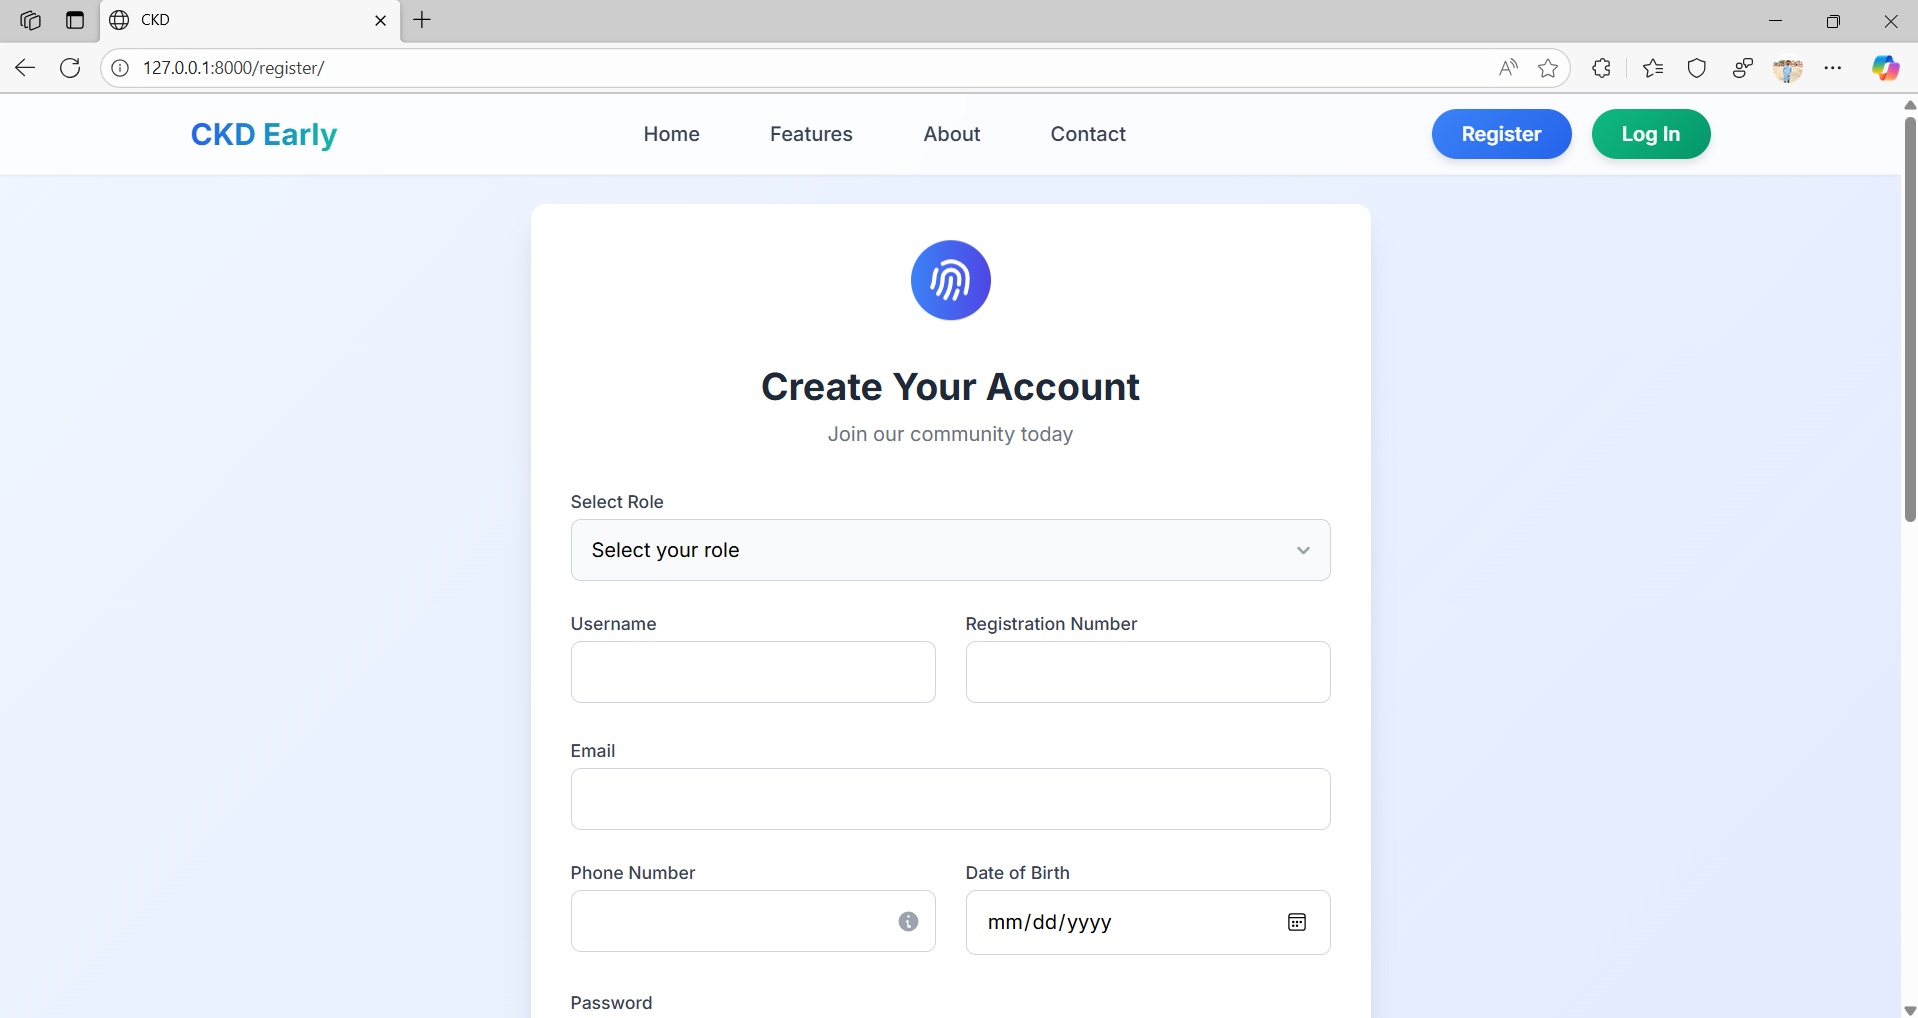 CKD
127.0.0.1:8000/register/
CKD Early
Home Features About Contact
Register Log In
Create Your Account
Join our community today
Select Role
Select your role
Username Registration Number
Email
Phone Number Date of Birth
mm/dd/yyyy
Password